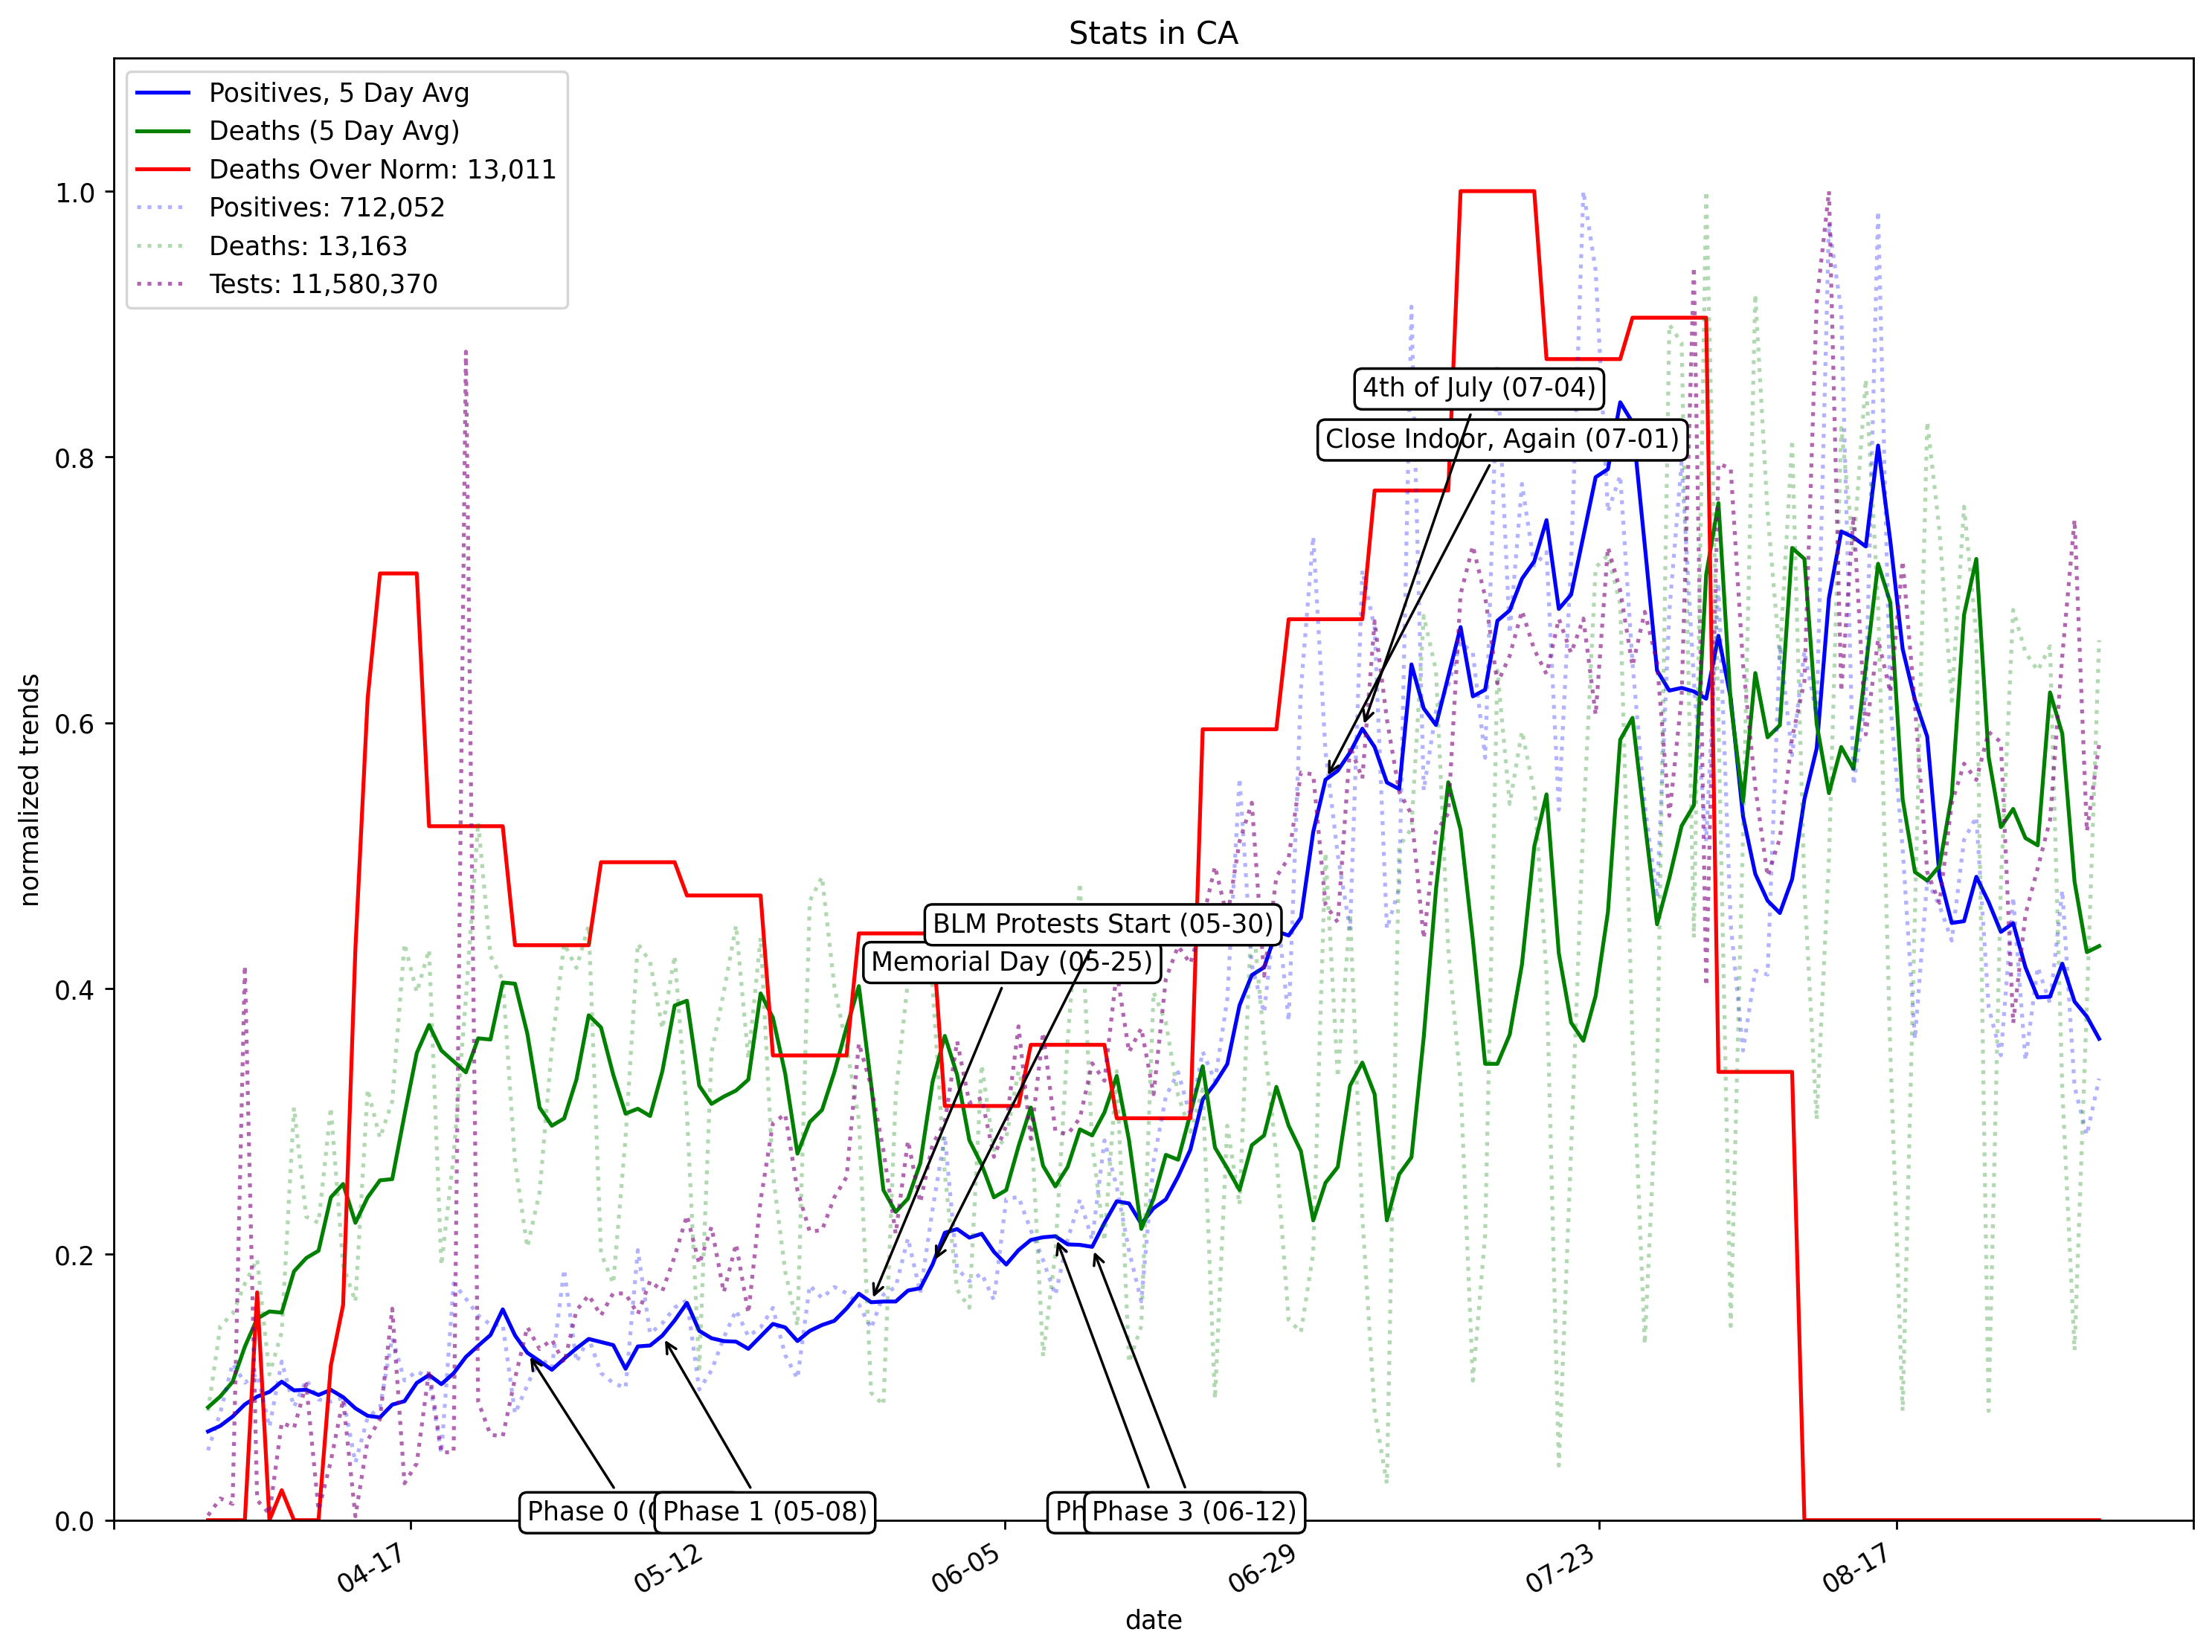 Stats in CA
Positives, 5 Day Avg
Deaths (5 Day Avg)
Deaths Over Norm: 13,011
Positives: 712,052
Deaths: 13,163
Tests: 11,580,370
normalized trends
1.0
0.8
0.6
0.4
0.2
0.0
4th of July (07-04)
Close Indoor, Again (07-01)
BLM Protests Start (05-30)
Memorial Day (05-25)
Phase 0
Phase 1 (05-08)
Phase 3 (06-12)
04-17
05-12
06-05
06-29
07-23
08-17
date